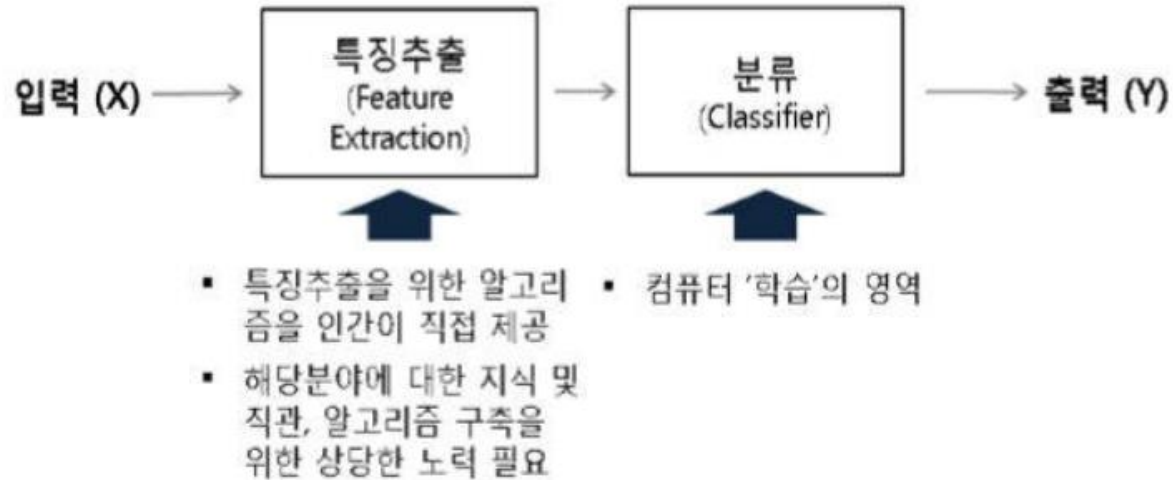 입력 (X)
특징추출
(Feature
Extraction)
분류
(Classifier)
출력 (Y)
▪ 특징추출을 위한 알고리
즘을 인간이 직접 제공
▪ 해당분야에 대한 지식 및
직관, 알고리즘 구축을
위한 상당한 노력 필요
▪ 컴퓨터 '학습'의 영역